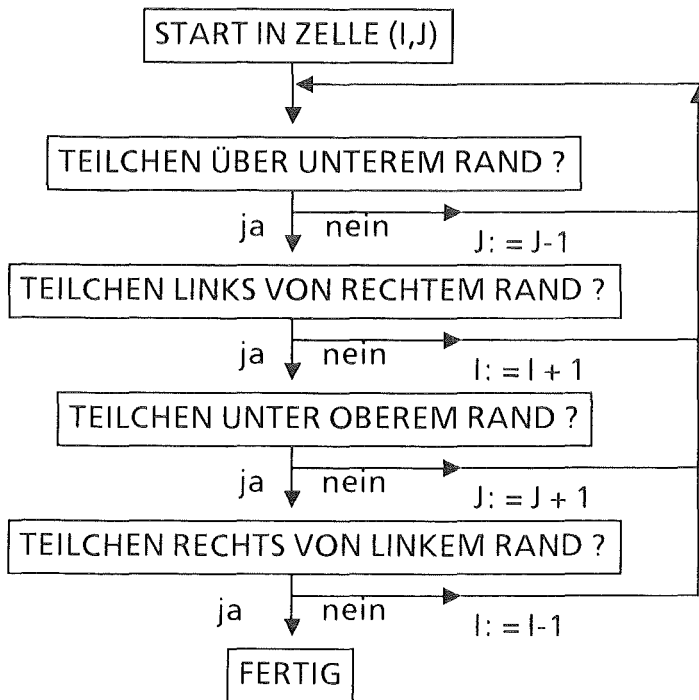 START IN ZELLE (I,J)
TEILCHEN ÜBER UNTEREM RAND ?
ja nein J: = J-1
TEILCHEN LINKS VON RECHTEM RAND ?
ja nein I: = I + 1
TEILCHEN UNTER OBEREM RAND ?
ja nein J: = J + 1
TEILCHEN RECHTS VON LINKEM RAND ?
ja nein I: = I-1
FERTIG